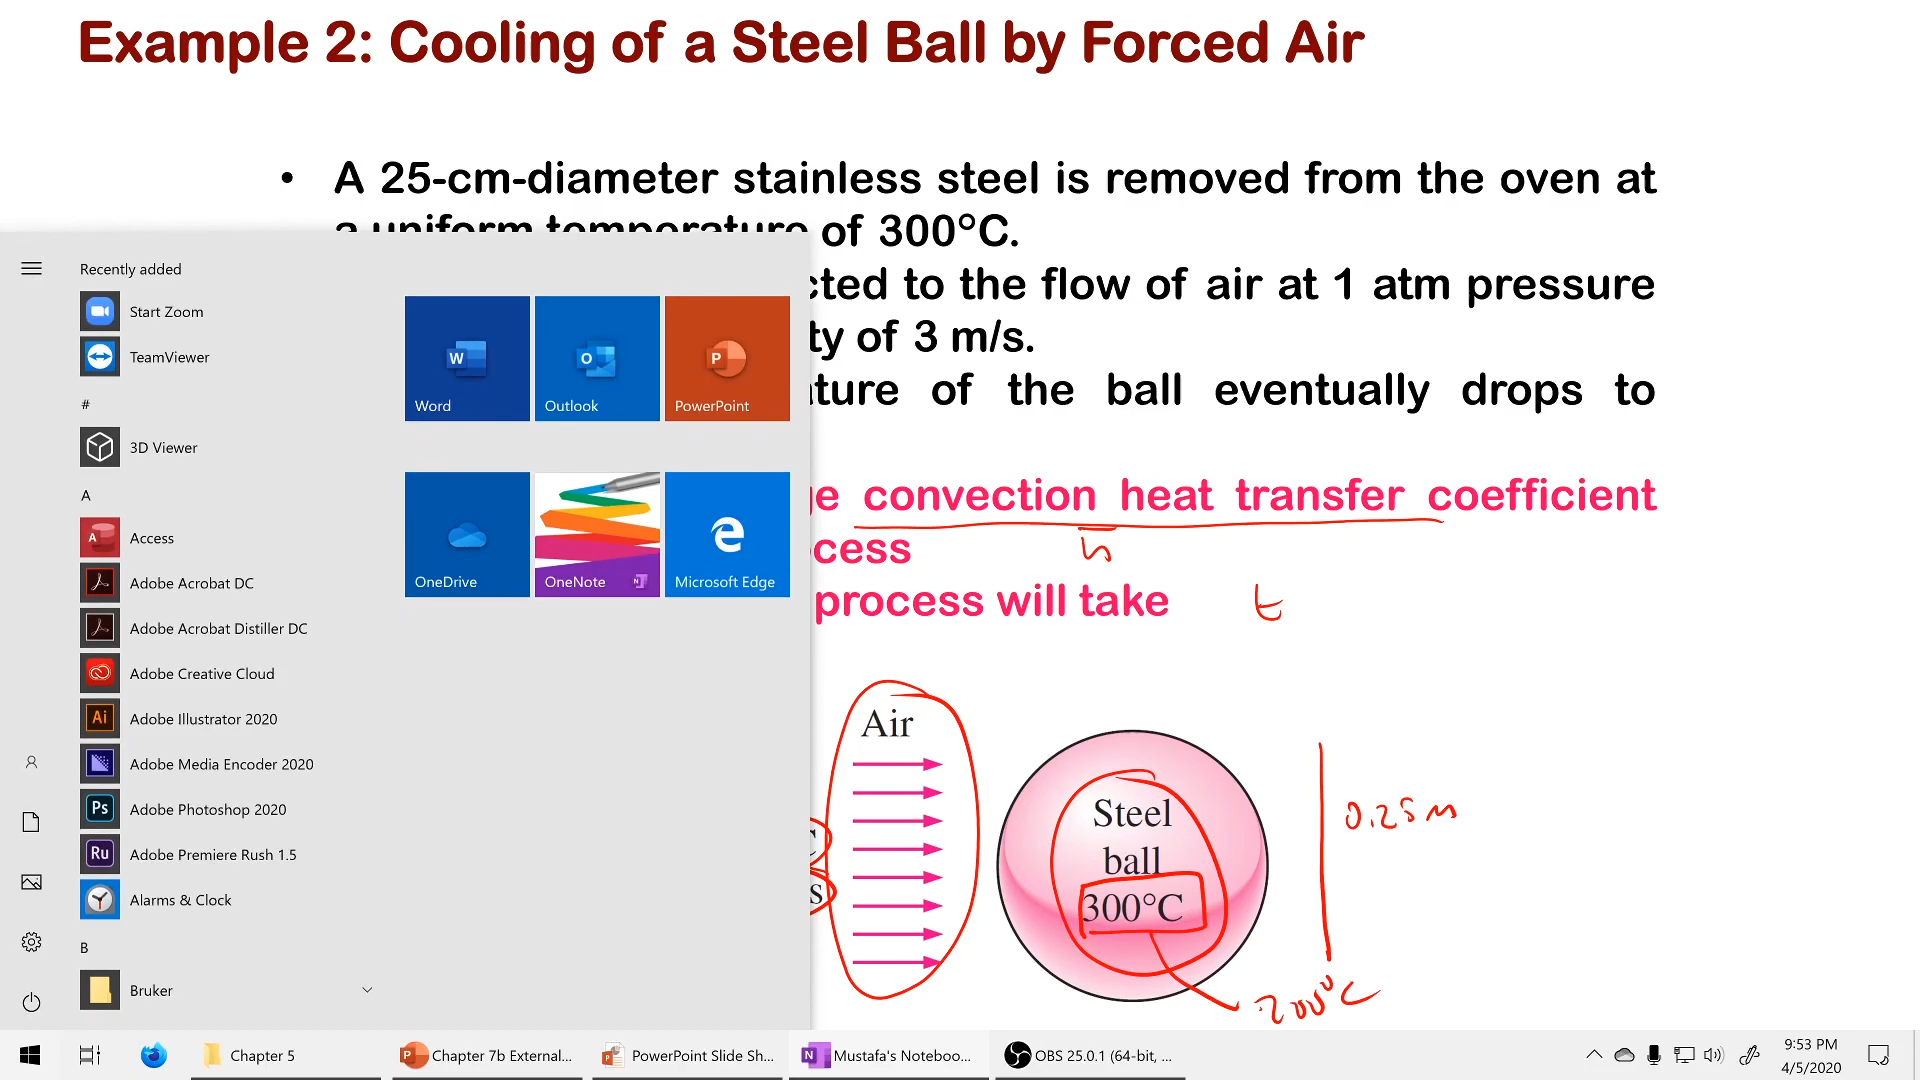 Example 2: Cooling of a Steel Ball by Forced Air
• A 25-cm-diameter stainless steel is removed from the oven at
a uniform temperature of 300°C.
cted to the flow of air at 1 atm pressure
ty of 3 m/s.
ture of the ball eventually drops to
ge convection heat transfer coefficient
cess
h
process will take
t
Recently added
Start Zoom
TeamViewer
#
3D Viewer
A
Access
Adobe Acrobat DC
Adobe Acrobat Distiller DC
Adobe Creative Cloud
Adobe Illustrator 2020
Adobe Media Encoder 2020
Adobe Photoshop 2020
Adobe Premiere Rush 1.5
Alarms & Clock
B
Bruker
Word
Outlook
PowerPoint
OneDrive
OneNote
Microsoft Edge
Air
Steel
ball
300°C
0.25 m
200°C
Chapter 5
Chapter 7b External...
PowerPoint Slide Sh...
Mustafa's Noteboo...
OBS 25.0.1 (64-bit, ...
9:53 PM
4/5/2020